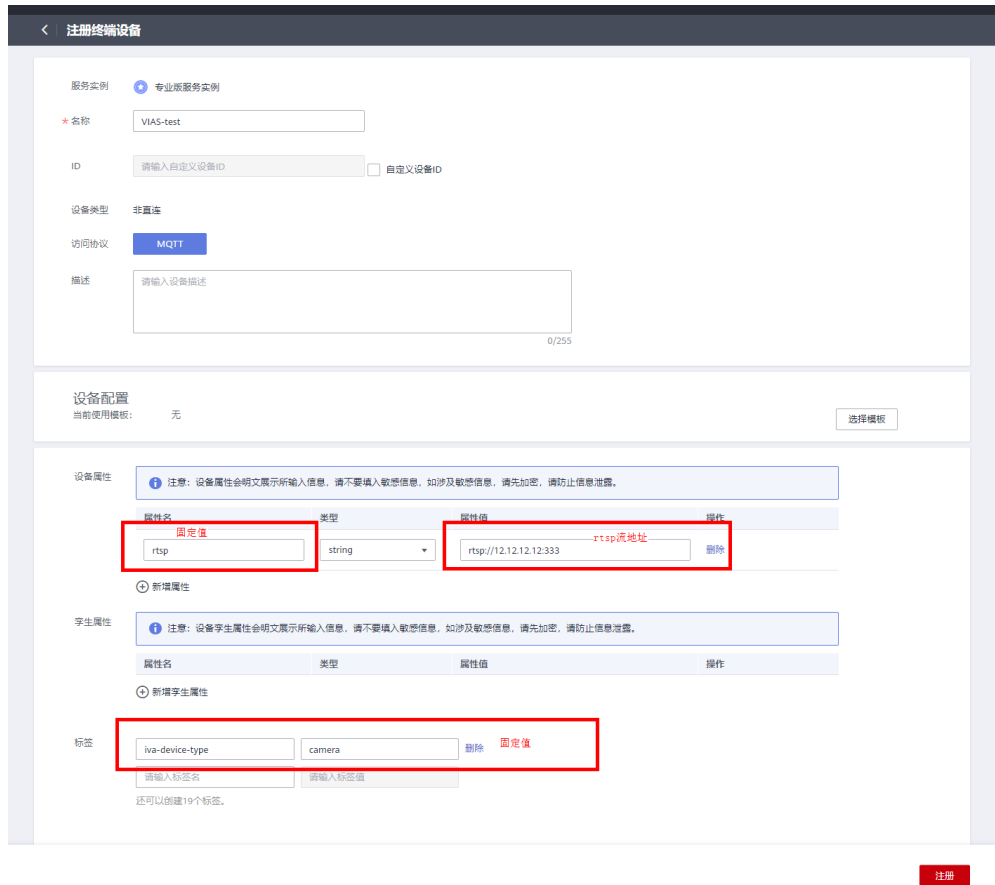 注册终端设备
服务实例 专业版服务实例
* 名称 VIAS-test
ID 请输入自定义设备ID 自定义设备ID
设备类型 非直连
访问协议 MQTT
描述 请输入设备描述
0/255
设备配置
当前使用模板: 无
选择模板
设备属性 注意：设备属性会明文展示所输入信息，请不要填入敏感信息，如涉及敏感信息，请先加密，请防止信息泄露。
属性名 类型 属性值 操作
固定值 rtsp流地址
rtsp string rtsp://12.12.12.12:333 删除
新增属性
孪生属性 注意：设备孪生属性会明文展示所输入信息，请不要填入敏感信息，如涉及敏感信息，请先加密，请防止信息泄露。
属性名 类型 属性值 操作
新增孪生属性
标签 iva-device-type camera 删除 固定值
请输入标签名 请输入标签值
还可以创建19个标签。
注册